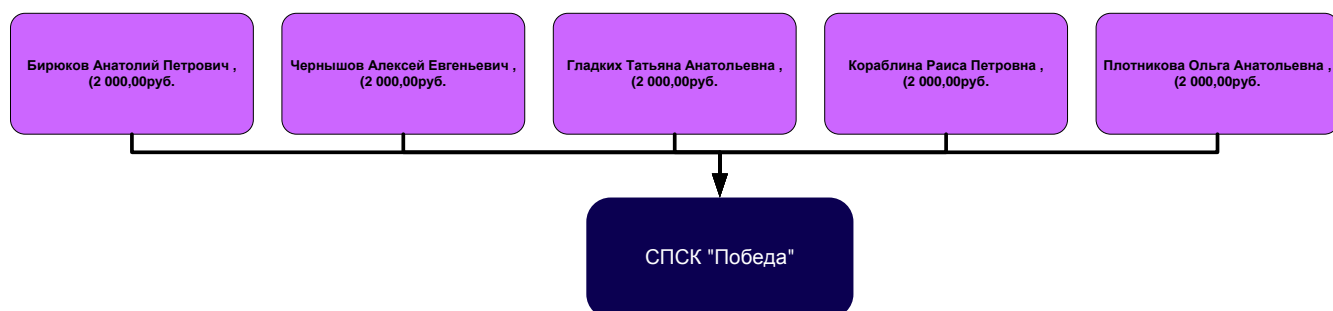 Бирюков Анатолий Петрович ,
(2 000,00руб.
Чернышов Алексей Евгеньевич ,
(2 000,00руб.
Гладких Татьяна Анатольевна ,
(2 000,00руб.
Кораблина Раиса Петровна ,
(2 000,00руб.
Плотникова Ольга Анатольевна ,
(2 000,00руб.
СПСК "Победа"